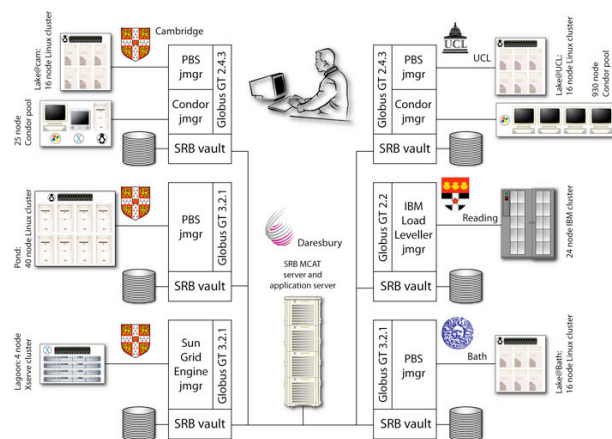 Cambridge
Lake@cam:
16 node Linux cluster
PBS
jmgr
Condor
jmgr
Globus GT 2.4.3
25 node
Condor pool
SRB vault
Pond:
40 node Linux cluster
PBS
jmgr
Globus GT 3.2.1
SRB vault
Lagoon: 4 node
Xserve cluster
Sun
Grid
Engine
jmgr
Globus GT 3.2.1
SRB vault
Daresbury
SRB MCAT
server and
application server
UCL
UCL
PBS
jmgr
Condor
jmgr
Globus GT 2.4.3
Lake@UCL:
16 node Linux cluster
930 node
Condor pool
SRB vault
Reading
IBM
Load
Leveller
jmgr
Globus GT 2.2
24 node IBM cluster
SRB vault
Bath
PBS
jmgr
Globus GT 3.2.1
Lake@Bath:
16 node Linux cluster
SRB vault